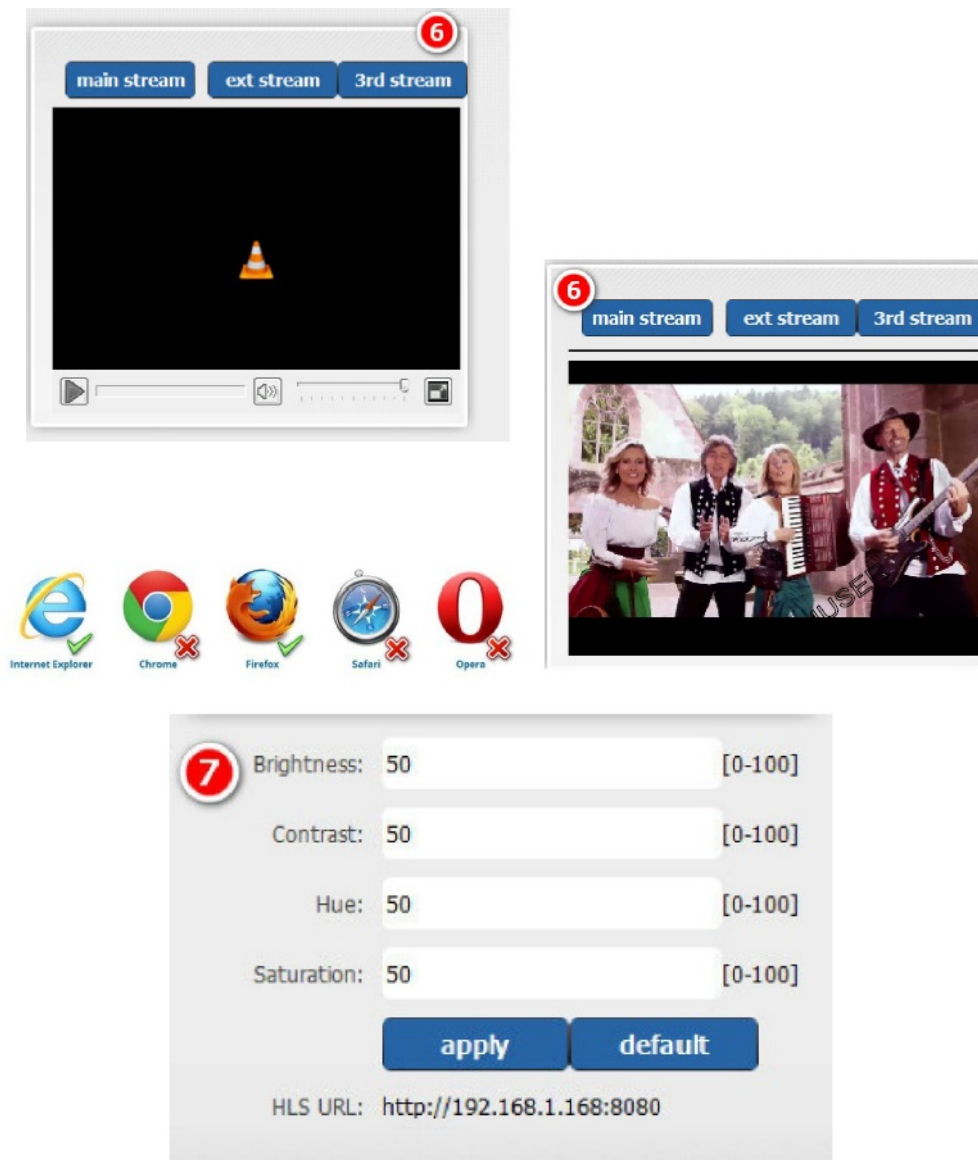 6
main stream
ext stream
3rd stream
6
main stream
ext stream
3rd stream
Internet Explorer
Chrome
Firefox
Safari
Opera
7
Brightness: 50 [0-100]
Contrast: 50 [0-100]
Hue: 50 [0-100]
Saturation: 50 [0-100]
apply
default
HLS URL: http://192.168.1.168:8080